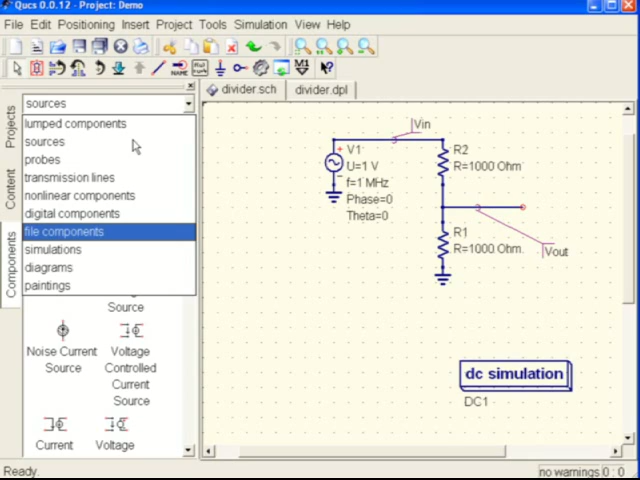 Qucs 0.0.12 - Project: Demo
File Edit Positioning Insert Project Tools Simulation View Help
NAME
Projects
Content
Components
sources
lumped components
sources
probes
transmission lines
nonlinear components
digital components
file components
simulations
diagrams
paintings
Source
Noise Current
Source
Voltage
Controlled
Current
Source
Current
Voltage
divider.sch
divider.dpl
Vin
V1
U=1 V
f=1 MHz
Phase=0
Theta=0
R2
R=1000 Ohm
R1
R=1000 Ohm
Vout
dc simulation
DC1
Ready.
no warnings 0 : 0